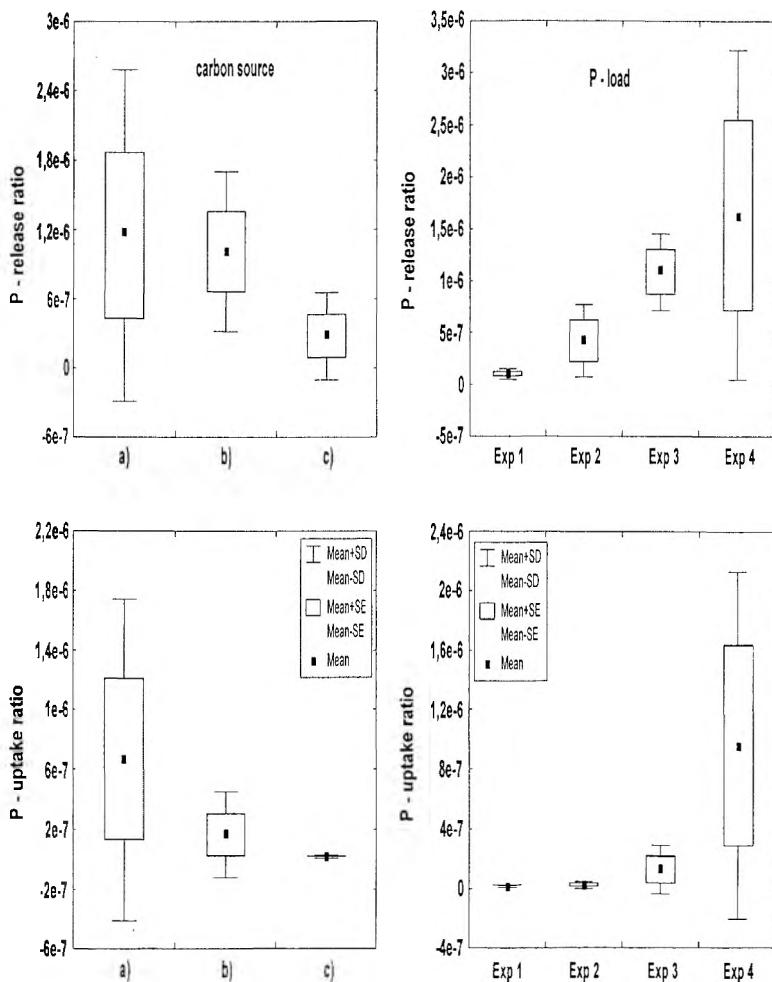 3e-6
2,4e-6
1,8e-6
1,2e-6
6e-7
0
-6e-7
P - release ratio
carbon source
a)
b)
c)
3,5e-6
3e-6
2,5e-6
2e-6
1,5e-6
1e-6
5e-7
0
-5e-7
P - release ratio
P - load
Exp 1
Exp 2
Exp 3
Exp 4
2,2e-6
1,8e-6
1,4e-6
1e-6
6e-7
2e-7
-2e-7
-6e-7
P - uptake ratio
Mean+SD
Mean-SD
Mean+SE
Mean-SE
Mean
a)
b)
c)
2,4e-6
2e-6
1,6e-6
1,2e-6
8e-7
4e-7
0
-4e-7
P - uptake ratio
Mean+SD
Mean-SD
Mean+SE
Mean-SE
Mean
Exp 1
Exp 2
Exp 3
Exp 4